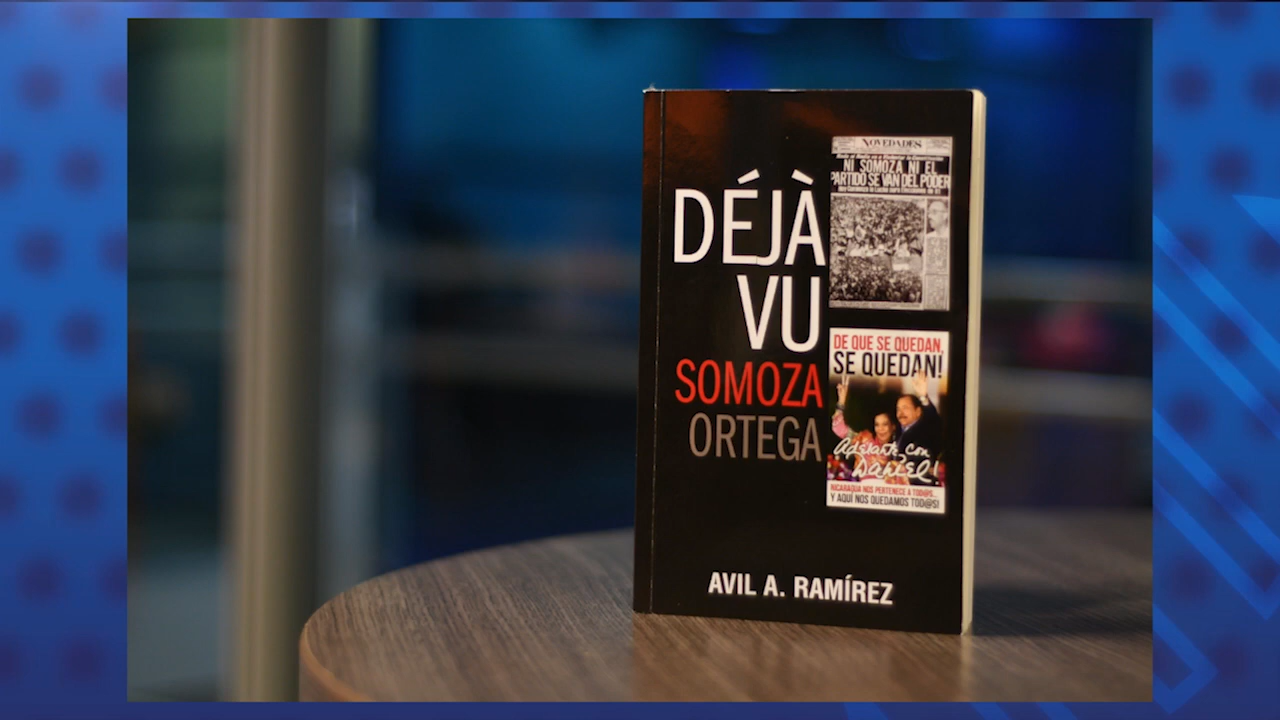 DÉJÀ
VU
SOMOZA
ORTEGA
NOVEDADES
NI SOMOZA NI EL
PARTIDO SE VAN DEL PODER
DE QUE SE QUEDAN,
SE QUEDAN!
Adelante con
Daniel!
NICARAGUA NOS PERTENECE A TOD@S...
Y AQUÍ NOS QUEDAMOS TOD@S!
AVIL A. RAMÍREZ